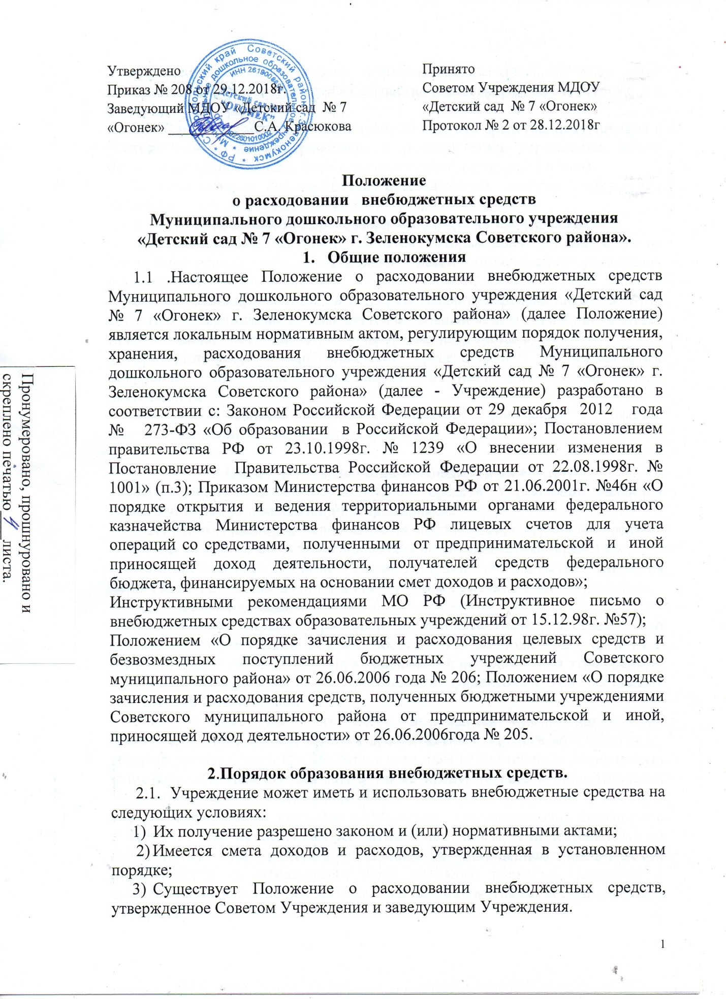 Утверждено
Приказ № 208 от 29.12.2018г.
Заведующий МДОУ «Детский сад № 7
«Огонек» ____________С.А. Красюкова
Принято
Советом Учреждения МДОУ
«Детский сад № 7 «Огонек»
Протокол № 2 от 28.12.2018г
Положение
о расходовании внебюджетных средств
Муниципального дошкольного образовательного учреждения
«Детский сад № 7 «Огонек» г. Зеленокумска Советского района».
1. Общие положения
1.1 .Настоящее Положение о расходовании внебюджетных средств
Муниципального дошкольного образовательного учреждения «Детский сад
№ 7 «Огонек» г. Зеленокумска Советского района» (далее Положение)
является локальным нормативным актом, регулирующим порядок получения,
хранения, расходования внебюджетных средств Муниципального
дошкольного образовательного учреждения «Детский сад № 7 «Огонек» г.
Зеленокумска Советского района» (далее - Учреждение) разработано в
соответствии с: Законом Российской Федерации от 29 декабря 2012 года
№ 273-ФЗ «Об образовании в Российской Федерации»; Постановлением
правительства РФ от 23.10.1998г. № 1239 «О внесении изменения в
Постановление Правительства Российской Федерации от 22.08.1998г. №
1001» (п.3); Приказом Министерства финансов РФ от 21.06.2001г. №46н «О
порядке открытия и ведения территориальными органами федерального
казначейства Министерства финансов РФ лицевых счетов для учета
операций со средствами, полученными от предпринимательской и иной
приносящей доход деятельности, получателей средств федерального
бюджета, финансируемых на основании смет доходов и расходов»;
Инструктивными рекомендациями МО РФ (Инструктивное письмо о
внебюджетных средствах образовательных учреждений от 15.12.98г. №57);
Положением «О порядке зачисления и расходования целевых средств и
безвозмездных поступлений бюджетных учреждений Советского
муниципального района» от 26.06.2006 года № 206; Положением «О порядке
зачисления и расходования средств, полученных бюджетными учреждениями
Советского муниципального района от предпринимательской и иной,
приносящей доход деятельности» от 26.06.2006года № 205.
2.Порядок образования внебюджетных средств.
2.1. Учреждение может иметь и использовать внебюджетные средства на
следующих условиях:
1) Их получение разрешено законом и (или) нормативными актами;
2) Имеется смета доходов и расходов, утвержденная в установленном
порядке;
3) Существует Положение о расходовании внебюджетных средств,
утвержденное Советом Учреждения и заведующим Учреждения.
1
Пронумеровано, прошнуровано и
скреплено печатью 4 листа.
Ставропольский край Советский район г. Зеленокумск * РФ *
дошкольное образовательное учреждение *
ИНН
Детский сад №7
"ОГОНЕК"